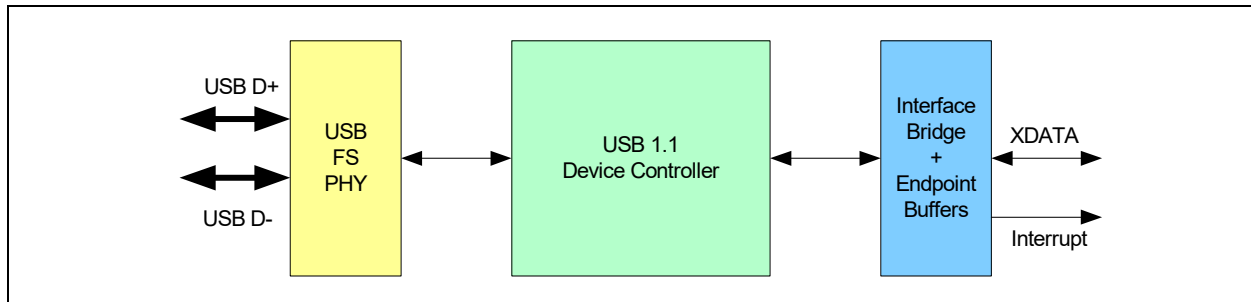 USB D+
USB D-
USB
FS
PHY
USB 1.1
Device Controller
Interface
Bridge
+
Endpoint
Buffers
XDATA
Interrupt